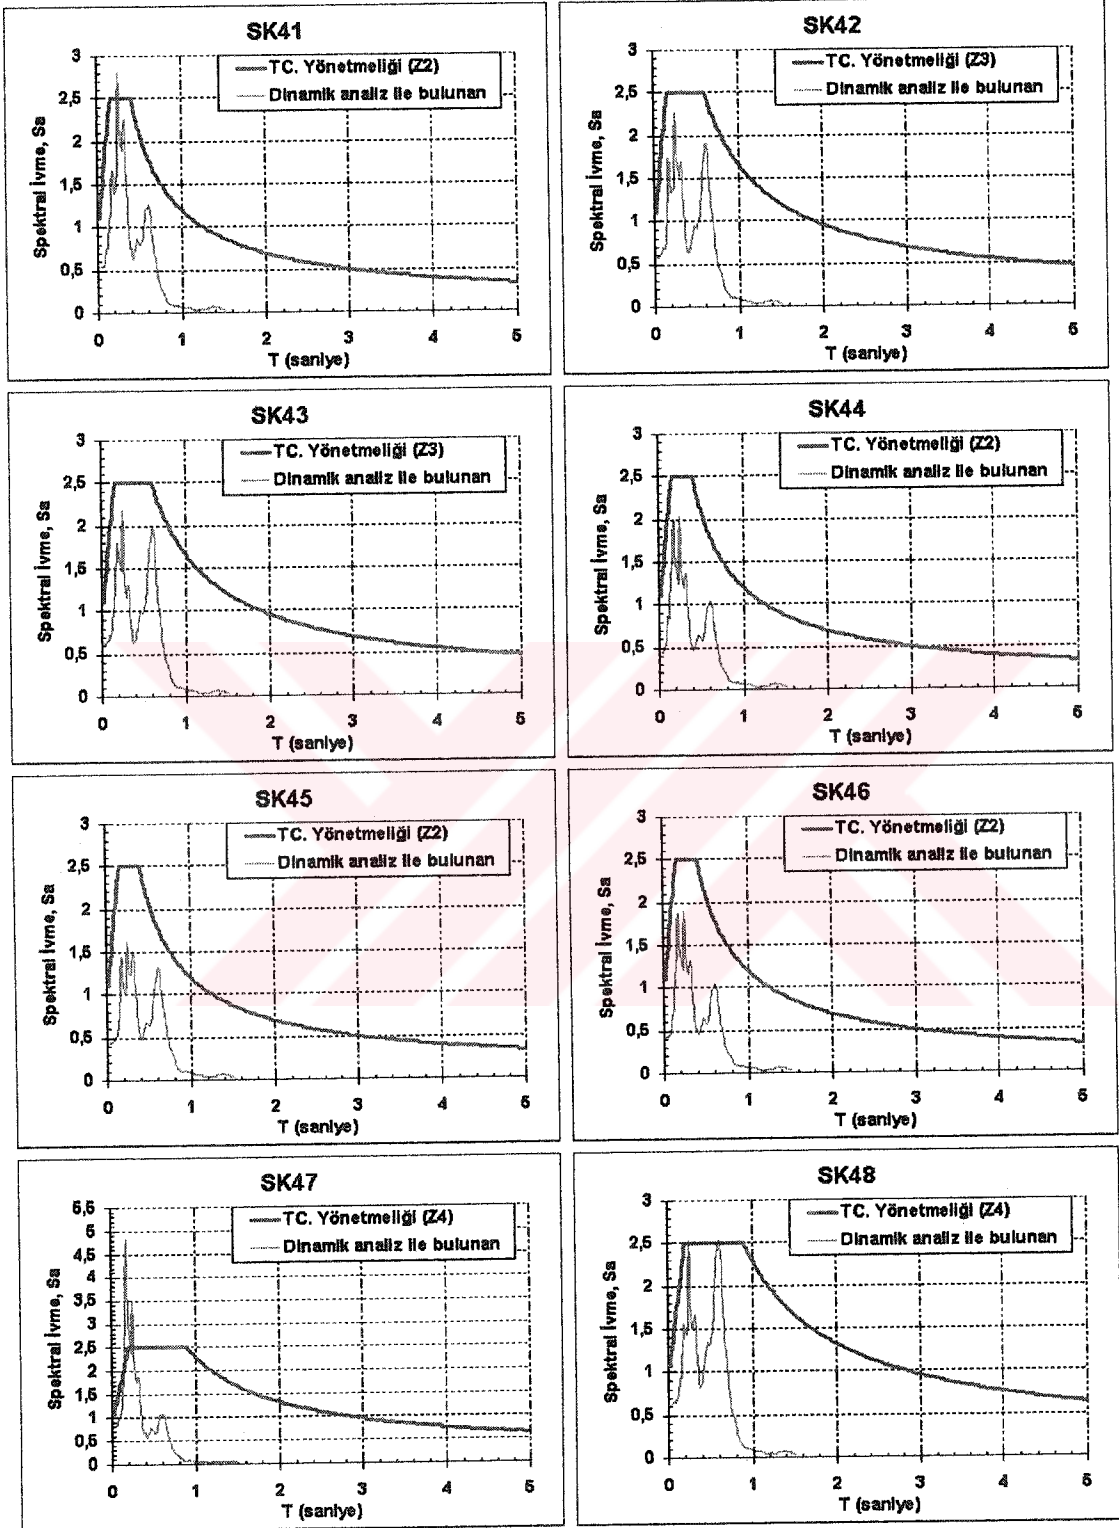 SK41
TC. Yönetmeliği (Z2)
Dinamik analiz ile bulunan
Spektral İvme, Sa
3
2,5
2
1,5
1
0,5
0
0 1 2 3 4 5
T (saniye)
SK42
TC. Yönetmeliği (Z3)
Dinamik analiz ile bulunan
Spektral İvme, Sa
3
2,5
2
1,5
1
0,5
0
0 1 2 3 4 5
T (saniye)
SK43
TC. Yönetmeliği (Z3)
Dinamik analiz ile bulunan
Spektral İvme, Sa
3
2,5
2
1,5
1
0,5
0
0 1 2 3 4 5
T (saniye)
SK44
TC. Yönetmeliği (Z2)
Dinamik analiz ile bulunan
Spektral İvme, Sa
3
2,5
2
1,5
1
0,5
0
0 1 2 3 4 5
T (saniye)
SK45
TC. Yönetmeliği (Z2)
Dinamik analiz ile bulunan
Spektral İvme, Sa
3
2,5
2
1,5
1
0,5
0
0 1 2 3 4 5
T (saniye)
SK46
TC. Yönetmeliği (Z2)
Dinamik analiz ile bulunan
Spektral İvme, Sa
3
2,5
2
1,5
1
0,5
0
0 1 2 3 4 5
T (saniye)
SK47
TC. Yönetmeliği (Z4)
Dinamik analiz ile bulunan
Spektral İvme, Sa
5,5
5
4,5
4
3,5
3
2,5
2
1,5
1
0,5
0
0 1 2 3 4 5
T (saniye)
SK48
TC. Yönetmeliği (Z4)
Dinamik analiz ile bulunan
Spektral İvme, Sa
3
2,5
2
1,5
1
0,5
0
0 1 2 3 4 5
T (saniye)